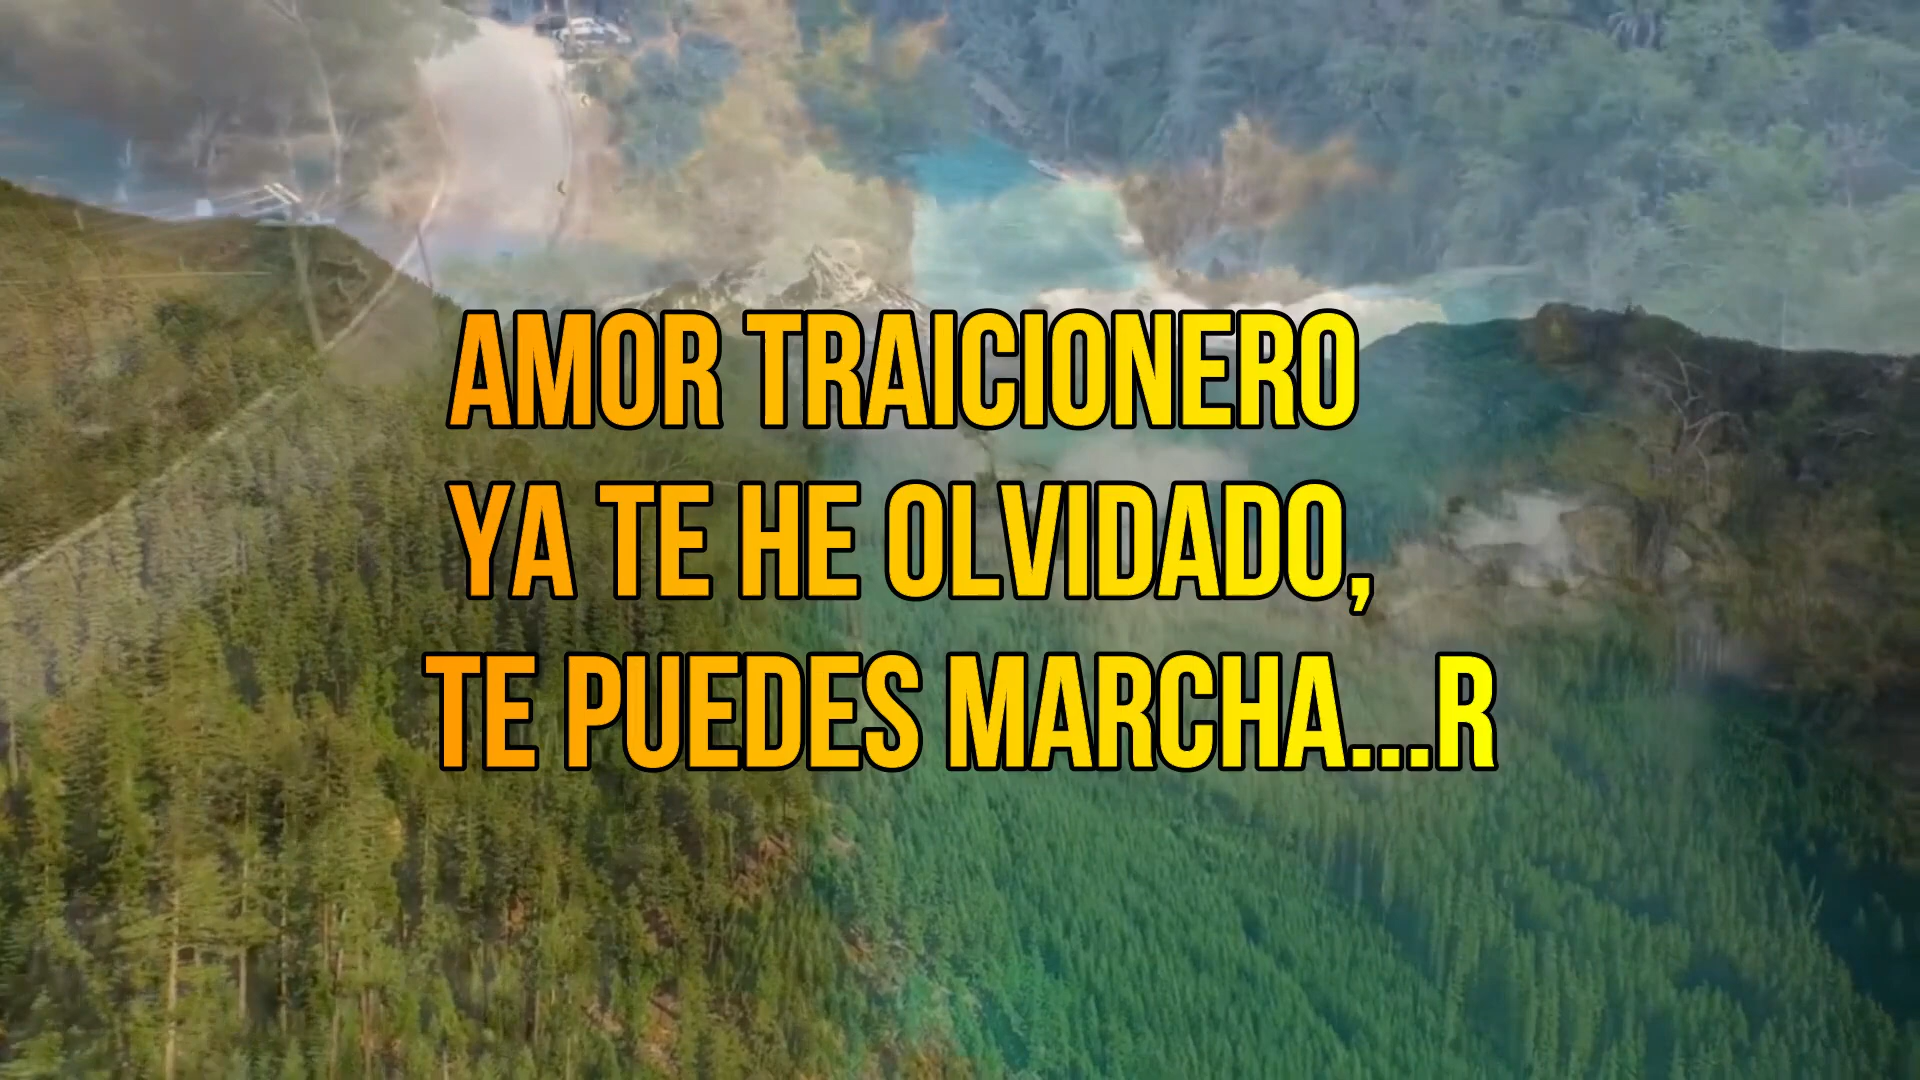 AMOR TRAICIONERO
YA TE HE OLVIDADO,
TE PUEDES MARCHA...R